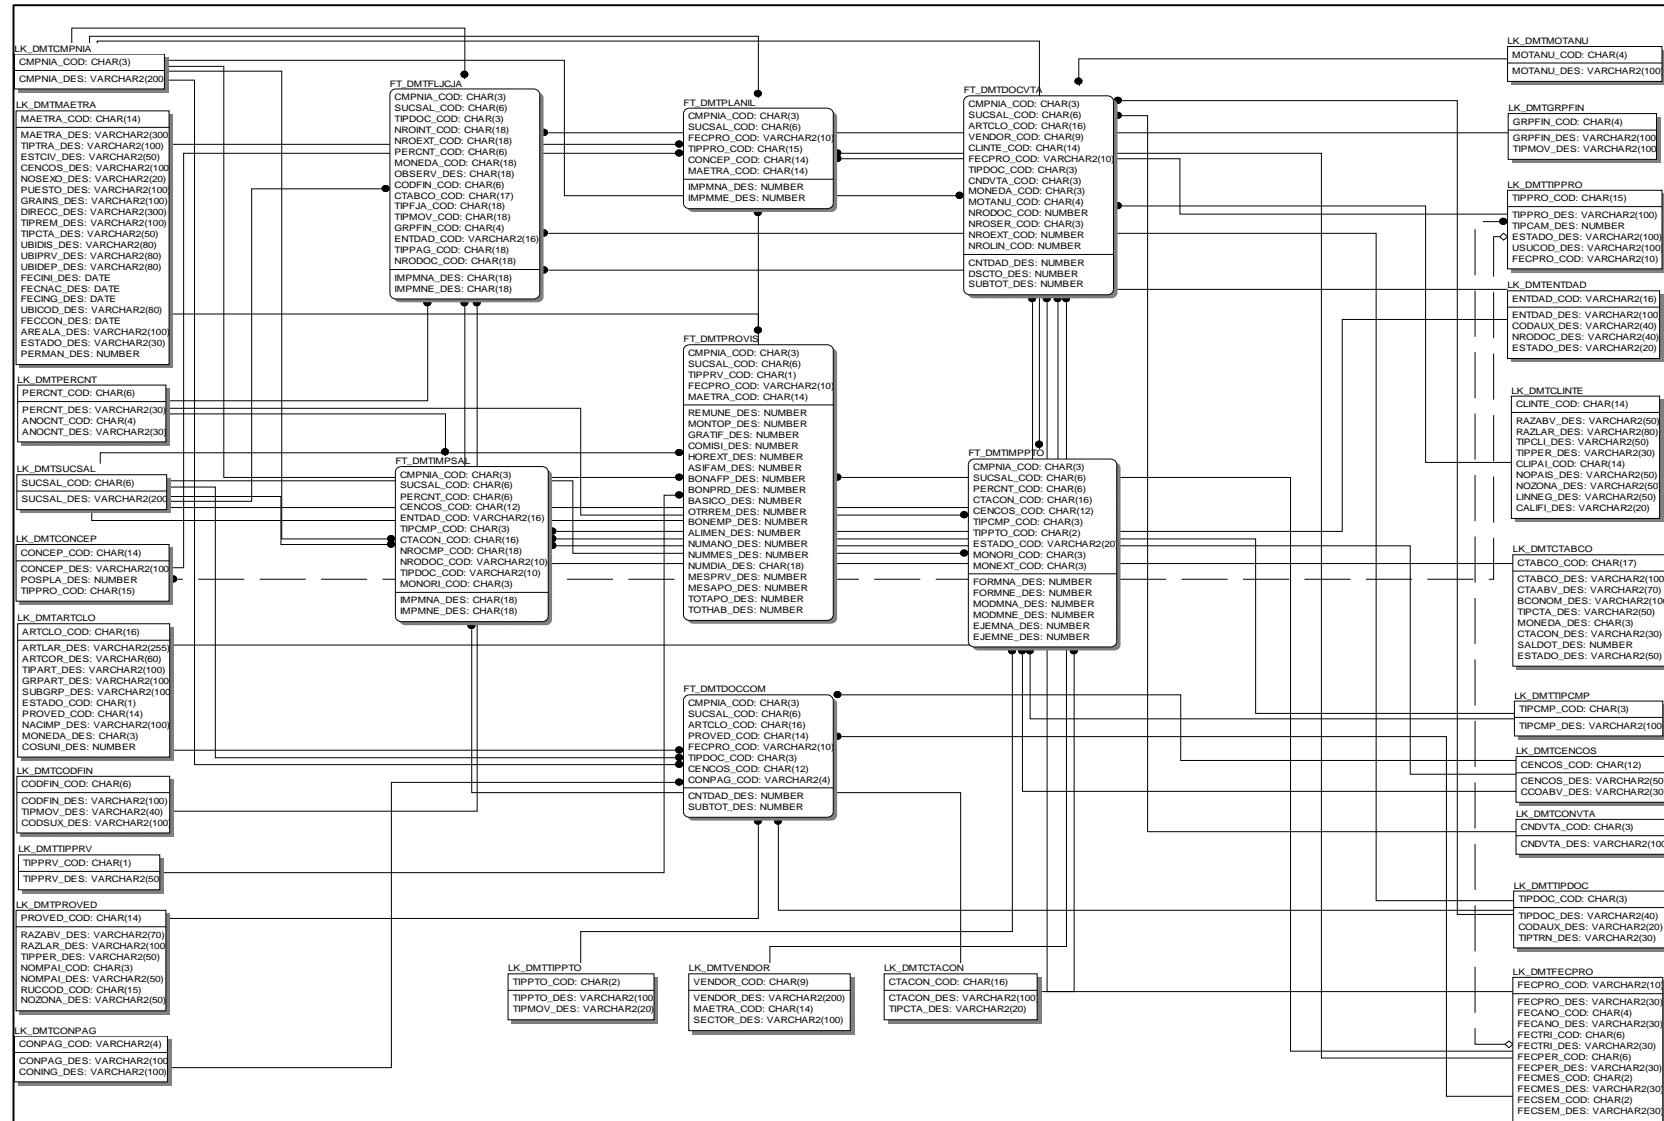 LK_DMTCMPNIA
CMPNIA_COD: CHAR(3)
CMPNIA_DES: VARCHAR2(200
LK_DMTMAETRA
MAETRA_COD: CHAR(14)
MAETRA_DES: VARCHAR2(300
TIPTRA_DES: VARCHAR2(100)
ESTCIV_DES: VARCHAR2(50)
CENCOS_DES: VARCHAR2(100
NOSEXO_DES: VARCHAR2(20)
PUESTO_DES: VARCHAR2(100)
GRAINS_DES: VARCHAR2(100)
DIRECC_DES: VARCHAR2(300)
TIPREM_DES: VARCHAR2(100)
TIPCTA_DES: VARCHAR2(50)
UBIDIS_DES: VARCHAR2(80)
UBIPRV_DES: VARCHAR2(80)
UBIDEP_DES: VARCHAR2(80)
FECINI_DES: DATE
FECNAC_DES: DATE
FECING_DES: DATE
UBICOD_DES: VARCHAR2(80)
FECCON_DES: DATE
AREALA_DES: VARCHAR2(100)
ESTADO_DES: VARCHAR2(30)
PERMAN_DES: NUMBER
LK_DMTPERCNT
PERCNT_COD: CHAR(6)
PERCNT_DES: VARCHAR2(30)
ANOCNT_COD: CHAR(4)
ANOCNT_DES: VARCHAR2(30)
LK_DMTSUCSAL
SUCSAL_COD: CHAR(6)
SUCSAL_DES: VARCHAR2(200
LK_DMTCONCEP
CONCEP_COD: CHAR(14)
CONCEP_DES: VARCHAR2(100
POSPLA_DES: NUMBER
TIPPRO_COD: CHAR(15)
LK_DMTARTCLO
ARTCLO_COD: CHAR(16)
ARTLAR_DES: VARCHAR2(255)
ARTCOR_DES: VARCHAR(60)
TIPART_DES: VARCHAR2(100)
GRPART_DES: VARCHAR2(100
SUBGRP_DES: VARCHAR2(100
ESTADO_COD: CHAR(1)
PROVED_COD: CHAR(14)
NACIMP_DES: VARCHAR2(100)
MONEDA_DES: CHAR(3)
COSUNI_DES: NUMBER
LK_DMTCODFIN
CODFIN_COD: CHAR(6)
CODFIN_DES: VARCHAR2(100)
TIPMOV_DES: VARCHAR2(40)
CODSUX_DES: VARCHAR2(100)
LK_DMTTIPPRV
TIPPRV_COD: CHAR(1)
TIPPRV_DES: VARCHAR2(50
LK_DMTPROVED
PROVED_COD: CHAR(14)
RAZABV_DES: VARCHAR2(70)
RAZLAR_DES: VARCHAR2(100
TIPPER_DES: VARCHAR2(50)
NOMPAI_COD: CHAR(3)
NOMPAI_DES: VARCHAR2(50)
RUCCOD_COD: CHAR(15)
NOZONA_DES: VARCHAR2(50)
LK_DMTCONPAG
CONPAG_COD: VARCHAR2(4)
CONPAG_DES: VARCHAR2(100
CONING_DES: VARCHAR2(100)
FT_DMTFLJCJA
CMPNIA_COD: CHAR(3)
SUCSAL_COD: CHAR(6)
TIPDOC_COD: CHAR(3)
NROINT_COD: CHAR(18)
NROEXT_COD: CHAR(18)
PERCNT_COD: CHAR(6)
MONEDA_COD: CHAR(18)
OBSERV_DES: CHAR(18)
CODFIN_COD: CHAR(6)
CTABCO_COD: CHAR(17)
TIPFJA_COD: CHAR(18)
TIPMOV_COD: CHAR(18)
GRPFIN_COD: CHAR(4)
ENTDAD_COD: VARCHAR2(16)
TIPPAG_COD: CHAR(18)
NRODOC_COD: CHAR(18)
IMPMNA_DES: CHAR(18)
IMPMNE_DES: CHAR(18)
FT_DMTIMPSAL
CMPNIA_COD: CHAR(3)
SUCSAL_COD: CHAR(6)
PERCNT_COD: CHAR(6)
CENCOS_COD: CHAR(12)
ENTDAD_COD: VARCHAR2(16)
TIPCMP_COD: CHAR(3)
CTACON_COD: CHAR(16)
NROCMP_COD: CHAR(18)
NRODOC_COD: VARCHAR2(10)
TIPDOC_COD: VARCHAR2(10)
MONORI_COD: CHAR(3)
IMPMNA_DES: CHAR(18)
IMPMNE_DES: CHAR(18)
FT_DMTPLANIL
CMPNIA_COD: CHAR(3)
SUCSAL_COD: CHAR(6)
FECPRO_COD: VARCHAR2(10)
TIPPRO_COD: CHAR(15)
CONCEP_COD: CHAR(14)
MAETRA_COD: CHAR(14)
IMPMNA_DES: NUMBER
IMPMME_DES: NUMBER
FT_DMTPROVIS
CMPNIA_COD: CHAR(3)
SUCSAL_COD: CHAR(6)
TIPPRV_COD: CHAR(1)
FECPRO_COD: VARCHAR2(10)
MAETRA_COD: CHAR(14)
REMUNE_DES: NUMBER
MONTOP_DES: NUMBER
GRATIF_DES: NUMBER
COMISI_DES: NUMBER
HOREXT_DES: NUMBER
ASIFAM_DES: NUMBER
BONAFP_DES: NUMBER
BONPRD_DES: NUMBER
BASICO_DES: NUMBER
OTRREM_DES: NUMBER
BONEMP_DES: NUMBER
ALIMEN_DES: NUMBER
NUMANO_DES: NUMBER
NUMMES_DES: NUMBER
NUMDIA_DES: CHAR(18)
MESPRV_DES: NUMBER
MESAPO_DES: NUMBER
TOTAPO_DES: NUMBER
TOTHAB_DES: NUMBER
FT_DMTDOCCOM
CMPNIA_COD: CHAR(3)
SUCSAL_COD: CHAR(6)
ARTCLO_COD: CHAR(16)
PROVED_COD: CHAR(14)
FECPRO_COD: VARCHAR2(10)
TIPDOC_COD: CHAR(3)
CENCOS_COD: CHAR(12)
CONPAG_COD: VARCHAR2(4)
CNTDAD_DES: NUMBER
SUBTOT_DES: NUMBER
LK_DMTTIPPTO
TIPPTO_COD: CHAR(2)
TIPPTO_DES: VARCHAR2(100
TIPMOV_DES: VARCHAR2(20)
LK_DMTVENDOR
VENDOR_COD: CHAR(9)
VENDOR_DES: VARCHAR2(200)
MAETRA_COD: CHAR(14)
SECTOR_DES: VARCHAR2(100)
LK_DMTCTACON
CTACON_COD: CHAR(16)
CTACON_DES: VARCHAR2(100)
TIPCTA_DES: VARCHAR2(20)
FT_DMTDOCVTA
CMPNIA_COD: CHAR(3)
SUCSAL_COD: CHAR(6)
ARTCLO_COD: CHAR(16)
VENDOR_COD: CHAR(9)
CLINTE_COD: CHAR(14)
FECPRO_COD: VARCHAR2(10)
TIPDOC_COD: CHAR(3)
CNDVTA_COD: CHAR(3)
MONEDA_COD: CHAR(3)
MOTANU_COD: CHAR(4)
NRODOC_COD: NUMBER
NROSER_COD: CHAR(3)
NROEXT_COD: NUMBER
NROLIN_COD: NUMBER
CNTDAD_DES: NUMBER
DSCTO_DES: NUMBER
SUBTOT_DES: NUMBER
FT_DMTIMPPTO
CMPNIA_COD: CHAR(3)
SUCSAL_COD: CHAR(6)
PERCNT_COD: CHAR(6)
CTACON_COD: CHAR(16)
CENCOS_COD: CHAR(12)
TIPCMP_COD: CHAR(3)
TIPPTO_COD: CHAR(2)
ESTADO_COD: VARCHAR2(20)
MONORI_COD: CHAR(3)
MONEXT_COD: CHAR(3)
FORMNA_DES: NUMBER
FORMNE_DES: NUMBER
MODMNA_DES: NUMBER
MODMNE_DES: NUMBER
EJEMNA_DES: NUMBER
EJEMNE_DES: NUMBER
LK_DMTMOTANU
MOTANU_COD: CHAR(4)
MOTANU_DES: VARCHAR2(100)
LK_DMTGRPFIN
GRPFIN_COD: CHAR(4)
GRPFIN_DES: VARCHAR2(100
TIPMOV_DES: VARCHAR2(100
LK_DMTTIPPRO
TIPPRO_COD: CHAR(15)
TIPPRO_DES: VARCHAR2(100)
TIPCAM_DES: NUMBER
ESTADO_DES: VARCHAR2(100)
USUCOD_DES: VARCHAR2(100
FECPRO_DES: VARCHAR2(10)
LK_DMTENTDAD
ENTDAD_COD: VARCHAR2(16)
ENTDAD_DES: VARCHAR2(100
CODAUX_DES: VARCHAR2(40)
NRODOC_DES: VARCHAR2(40)
ESTADO_DES: VARCHAR2(20)
LK_DMTCLINTE
CLINTE_COD: CHAR(14)
RAZABV_DES: VARCHAR2(50)
RAZLAR_DES: VARCHAR2(80)
TIPCLI_DES: VARCHAR2(50)
TIPPER_DES: VARCHAR2(30)
CLIPAI_COD: CHAR(14)
NOPAIS_DES: VARCHAR2(50)
NOZONA_DES: VARCHAR2(50)
LINNEG_DES: VARCHAR2(50)
CALIFI_DES: VARCHAR2(20)
LK_DMTCTABCO
CTABCO_COD: CHAR(17)
CTABCO_DES: VARCHAR2(100
CTAABV_DES: VARCHAR2(70)
BCONOM_DES: VARCHAR2(100
TIPCTA_DES: VARCHAR2(50)
MONEDA_DES: CHAR(3)
CTACON_DES: VARCHAR2(30)
SALDOT_DES: NUMBER
ESTADO_DES: VARCHAR2(50)
LK_DMTTIPCMP
TIPCMP_COD: CHAR(3)
TIPCMP_DES: VARCHAR2(100
LK_DMTCENCOS
CENCOS_COD: CHAR(12)
CENCOS_DES: VARCHAR2(50
CCOABV_DES: VARCHAR2(30
LK_DMTCONVTA
CNDVTA_COD: CHAR(3)
CNDVTA_DES: VARCHAR2(100
LK_DMTTIPDOC
TIPDOC_COD: CHAR(3)
TIPDOC_DES: VARCHAR2(40)
CODAUX_DES: VARCHAR2(20)
TIPTRN_DES: VARCHAR2(30)
LK_DMTFECPRO
FECPRO_COD: VARCHAR2(10)
FECPRO_DES: VARCHAR2(30)
FECANO_COD: CHAR(4)
FECANO_DES: VARCHAR2(30)
FECTRI_COD: CHAR(6)
FECTRI_DES: VARCHAR2(30)
FECPER_COD: CHAR(6)
FECPER_DES: VARCHAR2(30)
FECMES_COD: CHAR(2)
FECMES_DES: VARCHAR2(30)
FECSEM_COD: CHAR(2)
FECSEM_DES: VARCHAR2(30)